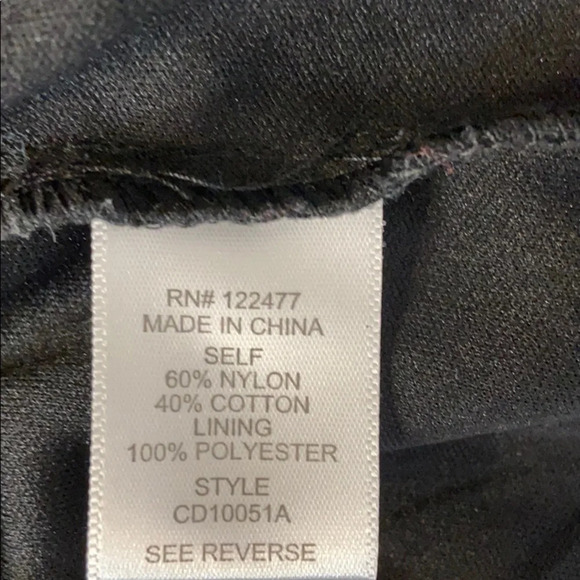 RN# 122477
MADE IN CHINA
SELF
60% NYLON
40% COTTON
LINING
100% POLYESTER
STYLE
CD10051A
SEE REVERSE